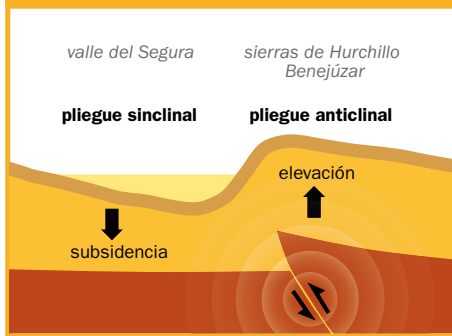 valle del Segura
sierras de Hurchillo
Benejúzar
pliegue sinclinal
pliegue anticlinal
elevación
subsidencia